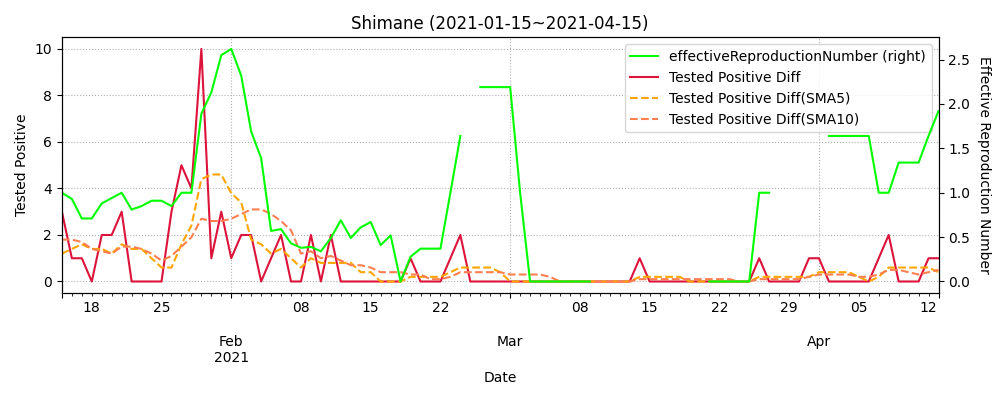 Shimane (2021-01-15~2021-04-15)
effectiveReproductionNumber (right)
Tested Positive Diff
Tested Positive Diff(SMA5)
Tested Positive Diff(SMA10)
Tested Positive
10
8
6
4
2
0
Effective Reproduction Number
2.5
2.0
1.5
1.0
0.5
0.0
18 25 08 15 22 08 15 22 29 05 12
Feb Mar Apr
2021
Date